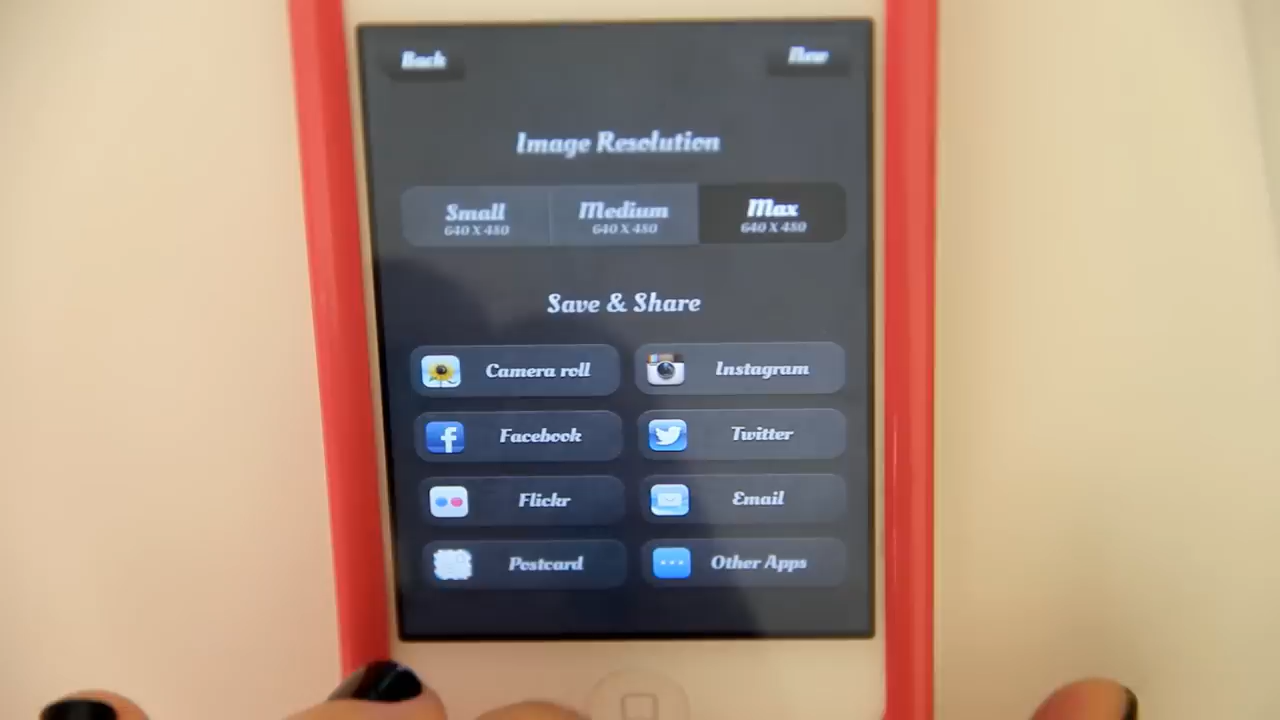 Back
New
Image Resolution
Small
640 X 480
Medium
640 X 480
Max
640 X 480
Save & Share
Camera roll
Instagram
Facebook
Twitter
Flickr
Email
Postcard
Other Apps